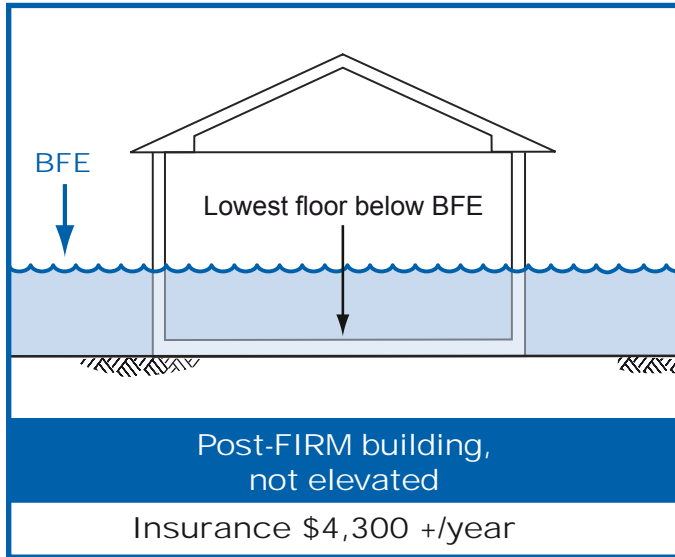 BFE
Lowest floor below BFE
Post-FIRM building,
not elevated
Insurance $4,300 +/year